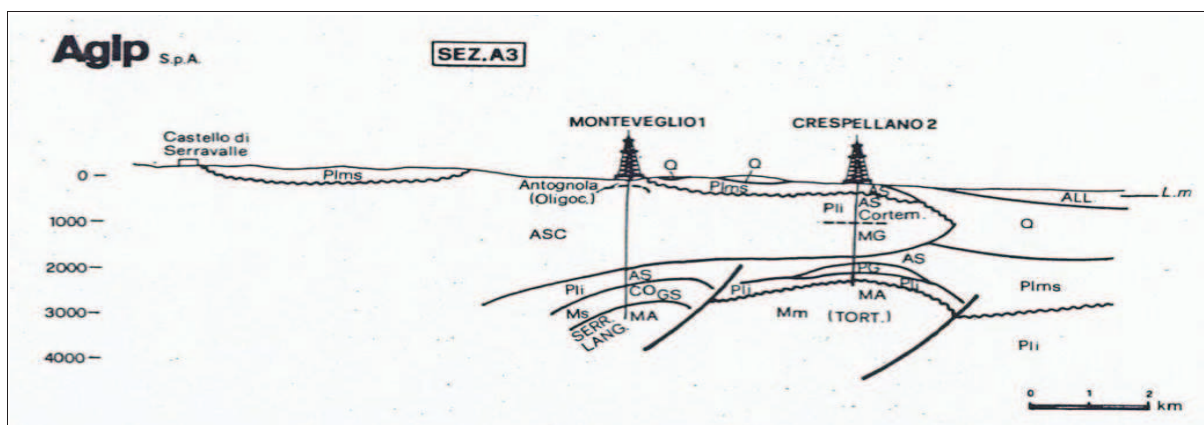 Agip S.p.A.
SEZ.A3
MONTEVEGLIO 1
CRESPELLANO 2
Castello di
Serravalle
0
1000
2000
3000
4000
Plms
Antognola
(Oligoc.)
Q
Q
Plms
AS
Pli
AS
Cortem.
MG
ALL.
L.m
Q
ASC
AS
Pli
AS
CO
GS
Ms
MA
SERR.
LANG.
Pli
PG
Pli
MA
Mm
(TORT.)
Plms
Pli
0 1 2
km